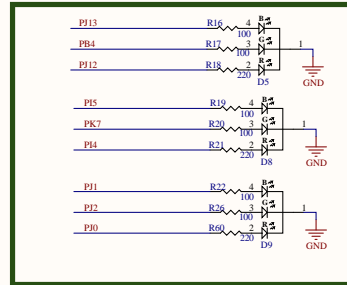 PJ13 R16 4 B
100
PB4 R17 3 G 1
100
PJ12 R18 2 R
220 D5 GND
PI5 R19 4 B
100
PK7 R20 3 G 1
100
PI4 R21 2 R
220 D8 GND
PJ1 R22 4 B
100
PJ2 R26 3 G 1
100
PJ0 R60 2 R
220 D9 GND